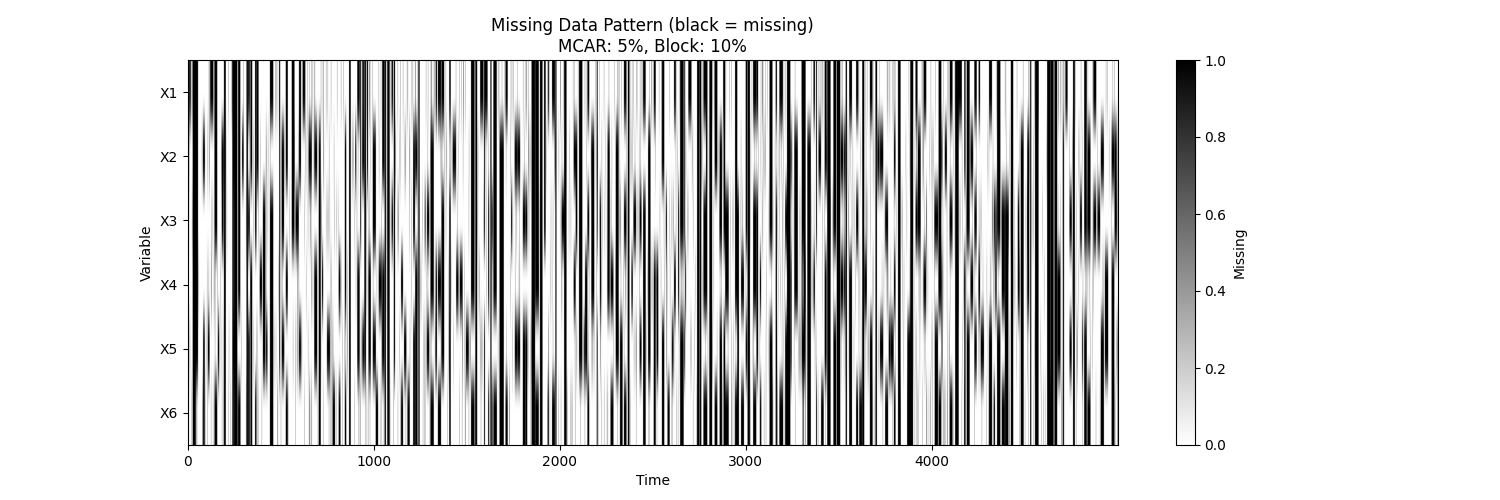 Missing Data Pattern (black = missing)
MCAR: 5%, Block: 10%
Variable
X1
X2
X3
X4
X5
X6
0
1000
2000
3000
4000
Time
1.0
0.8
0.6
0.4
0.2
0.0
Missing